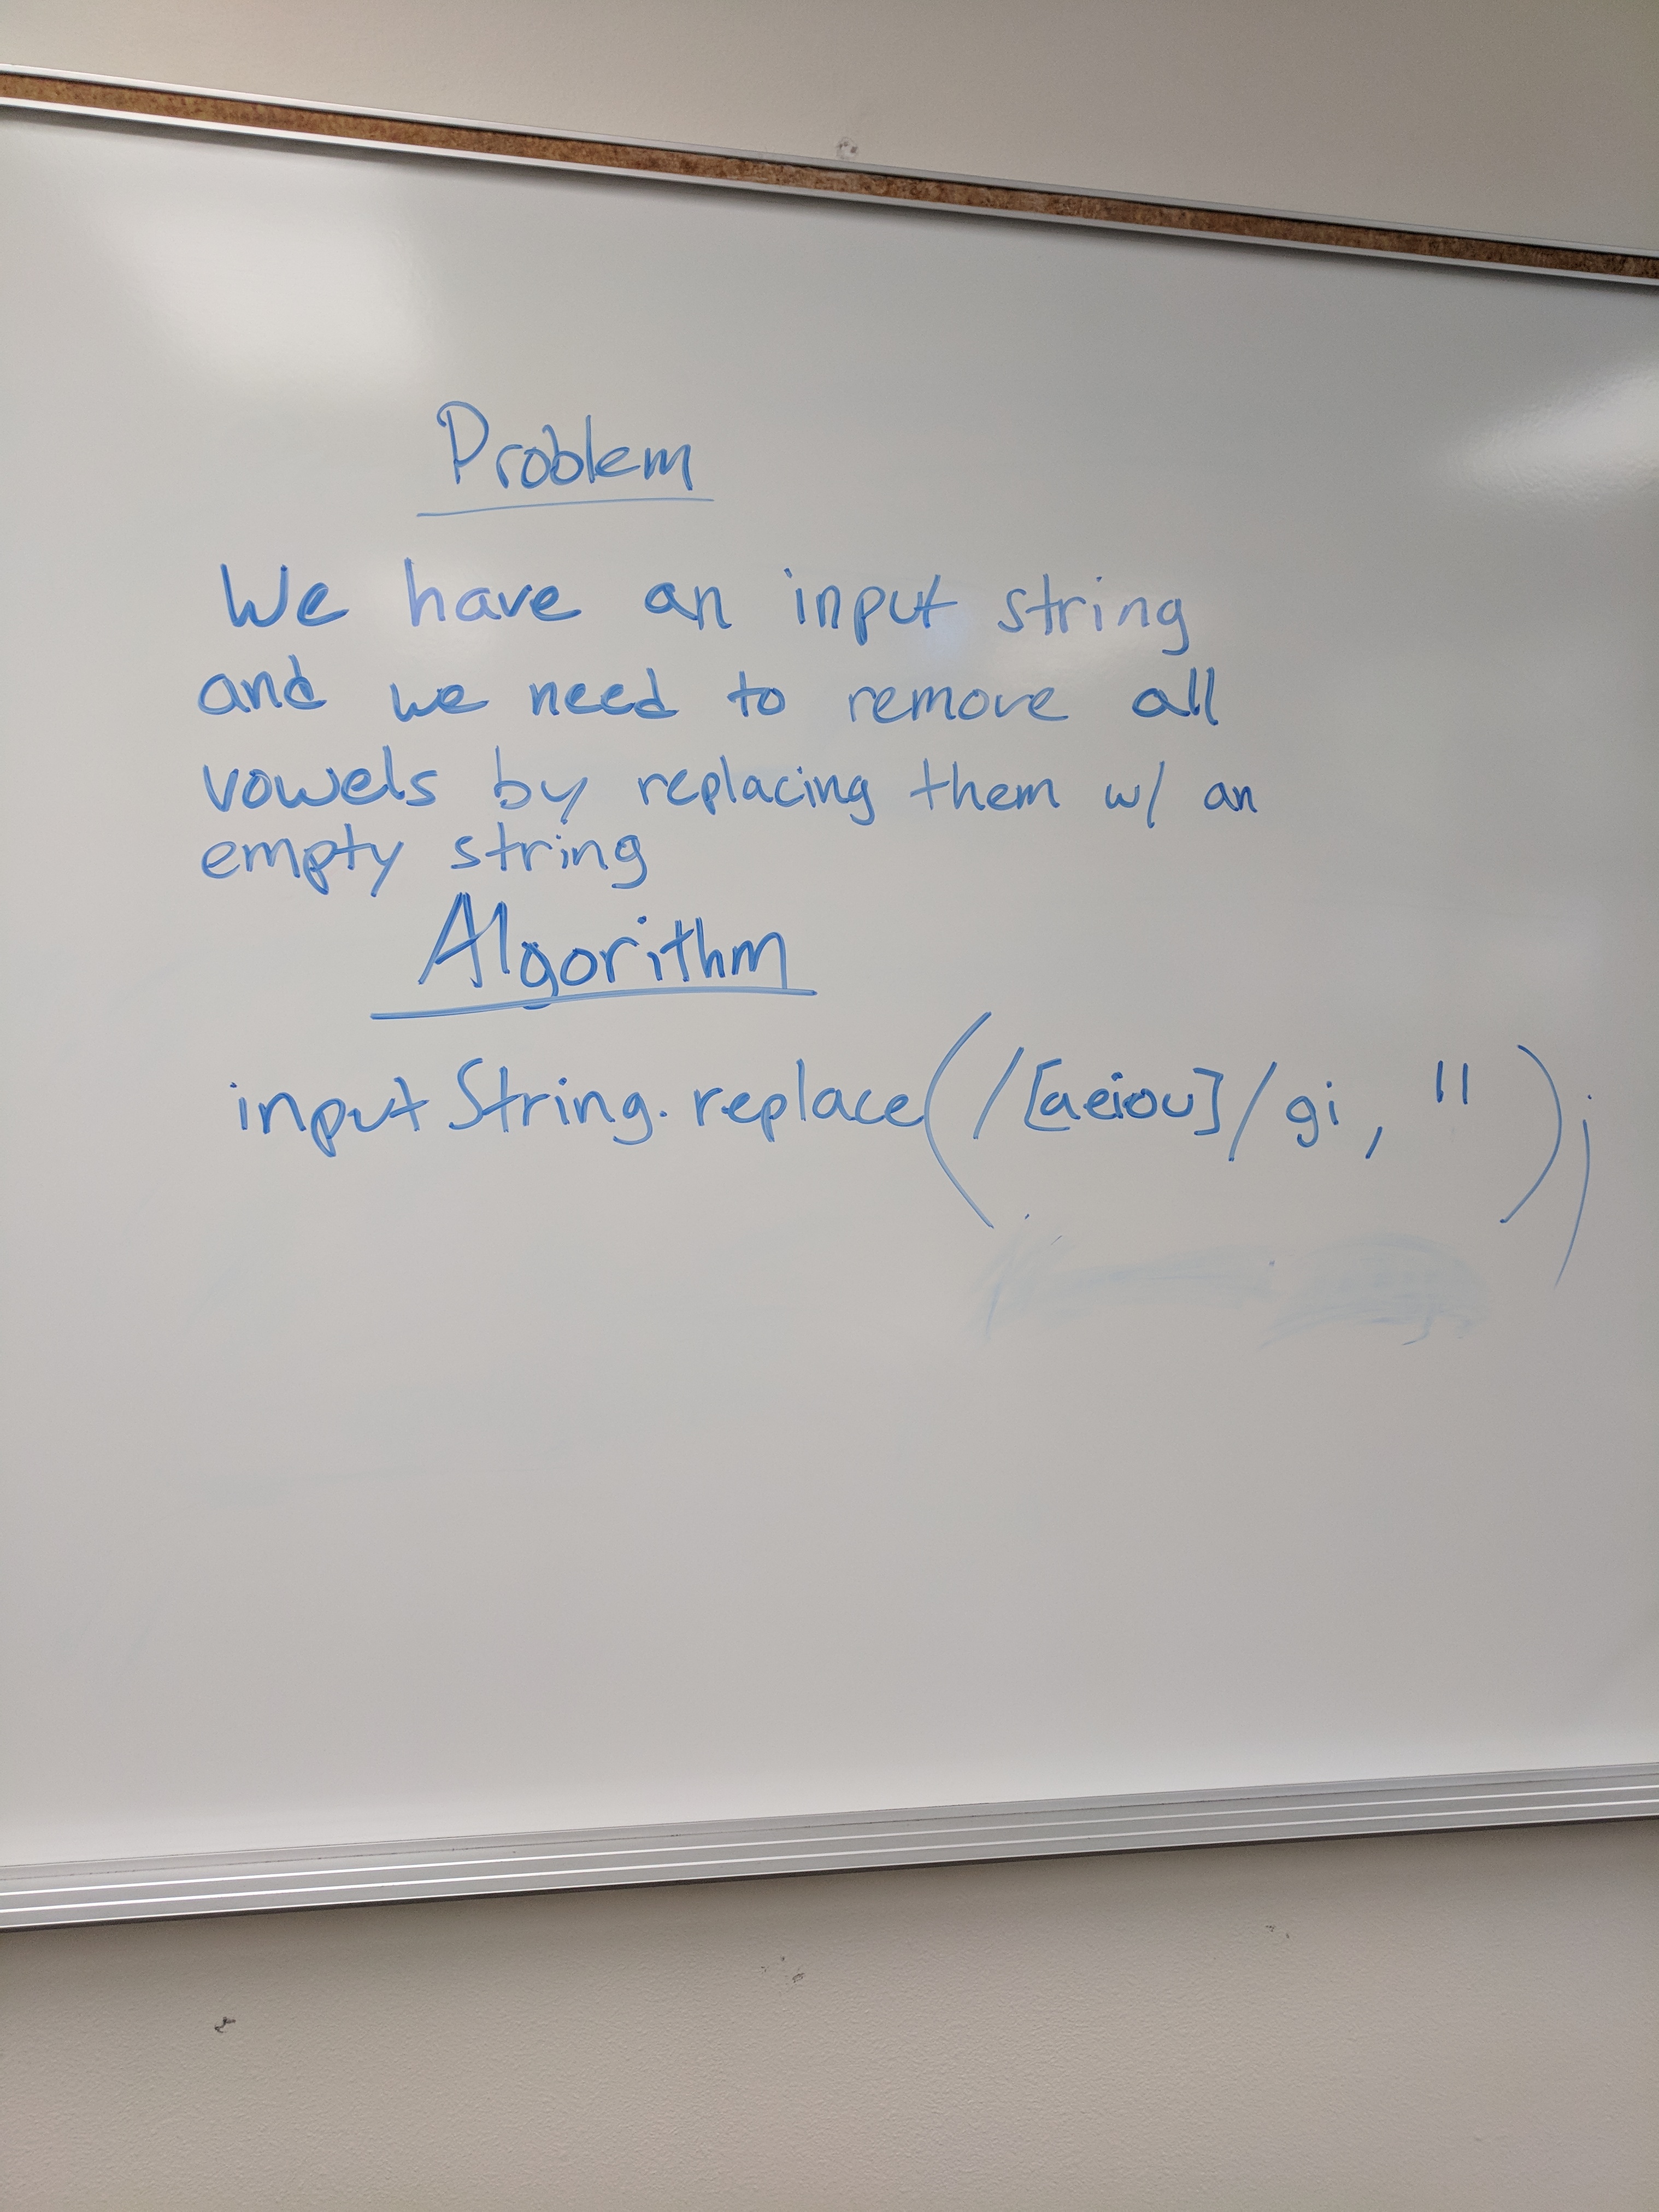 Problem
We have an input string
and we need to remove all
vowels by replacing them w/ an
empty string
Algorithm
inputString.replace(/[aeiou]/gi, '');